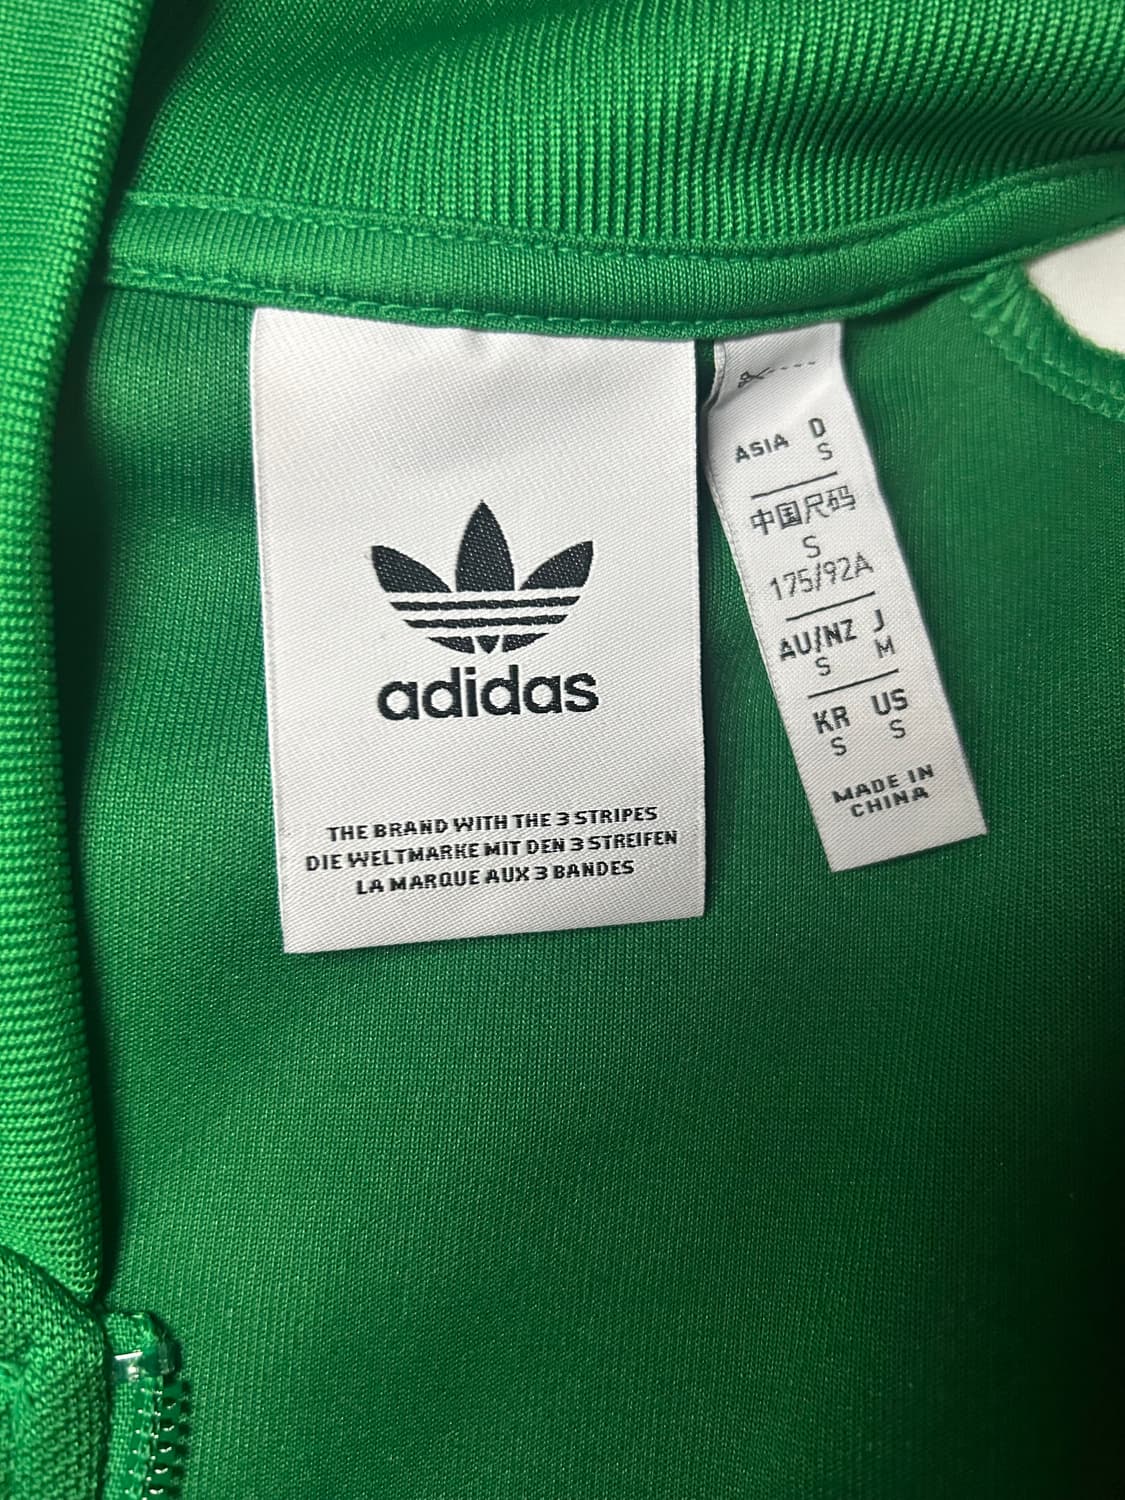 adidas
THE BRAND WITH THE 3 STRIPES
DIE WELTMARKE MIT DEN 3 STREIFEN
LA MARQUE AUX 3 BANDES
ASIA D
S
中国尺码
S
175/92A
AU/NZ J
S M
KR US
S S
MADE IN
CHINA